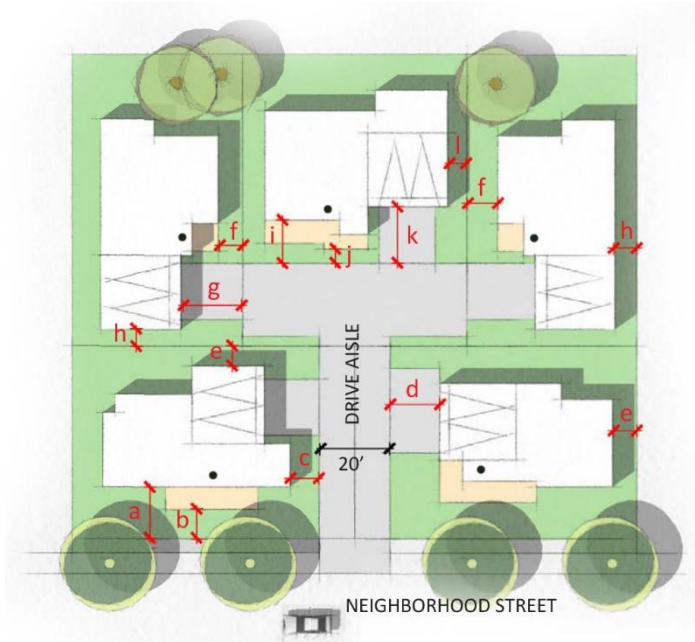 l
f
f
i
k
h
j
g
h
e
DRIVE AISLE
d
e
c
20’
a
b
NEIGHBORHOOD STREET